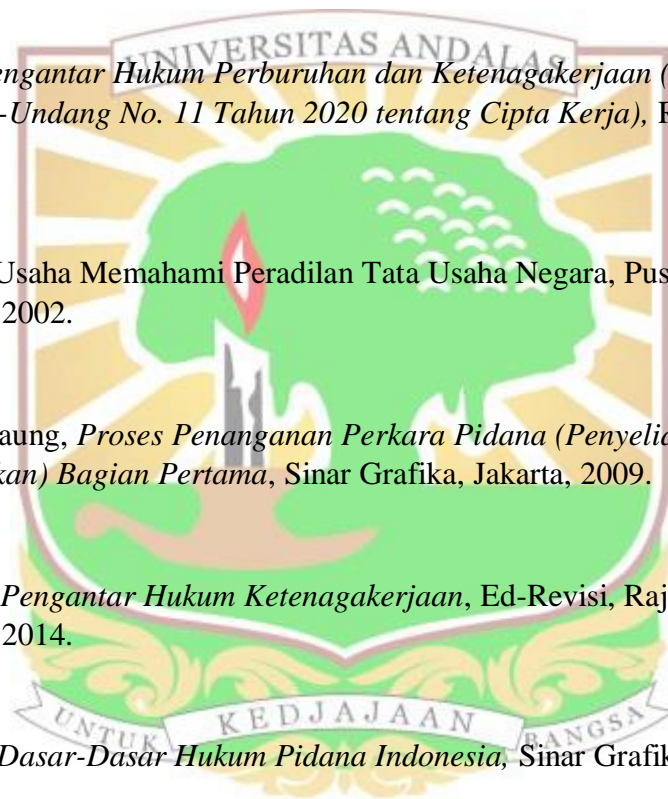 UNIVERSITAS ANDALAS
engantar Hukum Perburuhan dan Ketenagakerjaan (
-Undang No. 11 Tahun 2020 tentang Cipta Kerja), R
Usaha Memahami Peradilan Tata Usaha Negara, Pus
2002.
aung, Proses Penanganan Perkara Pidana (Penyelid
kan) Bagian Pertama, Sinar Grafika, Jakarta, 2009.
Pengantar Hukum Ketenagakerjaan, Ed-Revisi, Raj
2014.
UNTUK KEDJAJAAN BANGSA
Dasar-Dasar Hukum Pidana Indonesia, Sinar Grafik